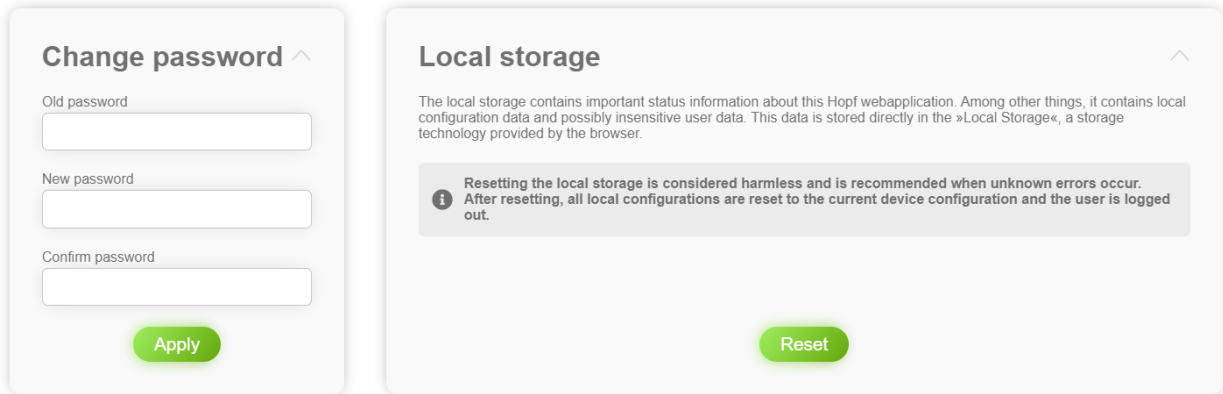 Change password
Old password
New password
Confirm password
Apply
Local storage
The local storage contains important status information about this Hopf webapplication. Among other things, it contains local
configuration data and possibly insensitive user data. This data is stored directly in the »Local Storage«, a storage
technology provided by the browser.
Resetting the local storage is considered harmless and is recommended when unknown errors occur.
After resetting, all local configurations are reset to the current device configuration and the user is logged
out.
Reset